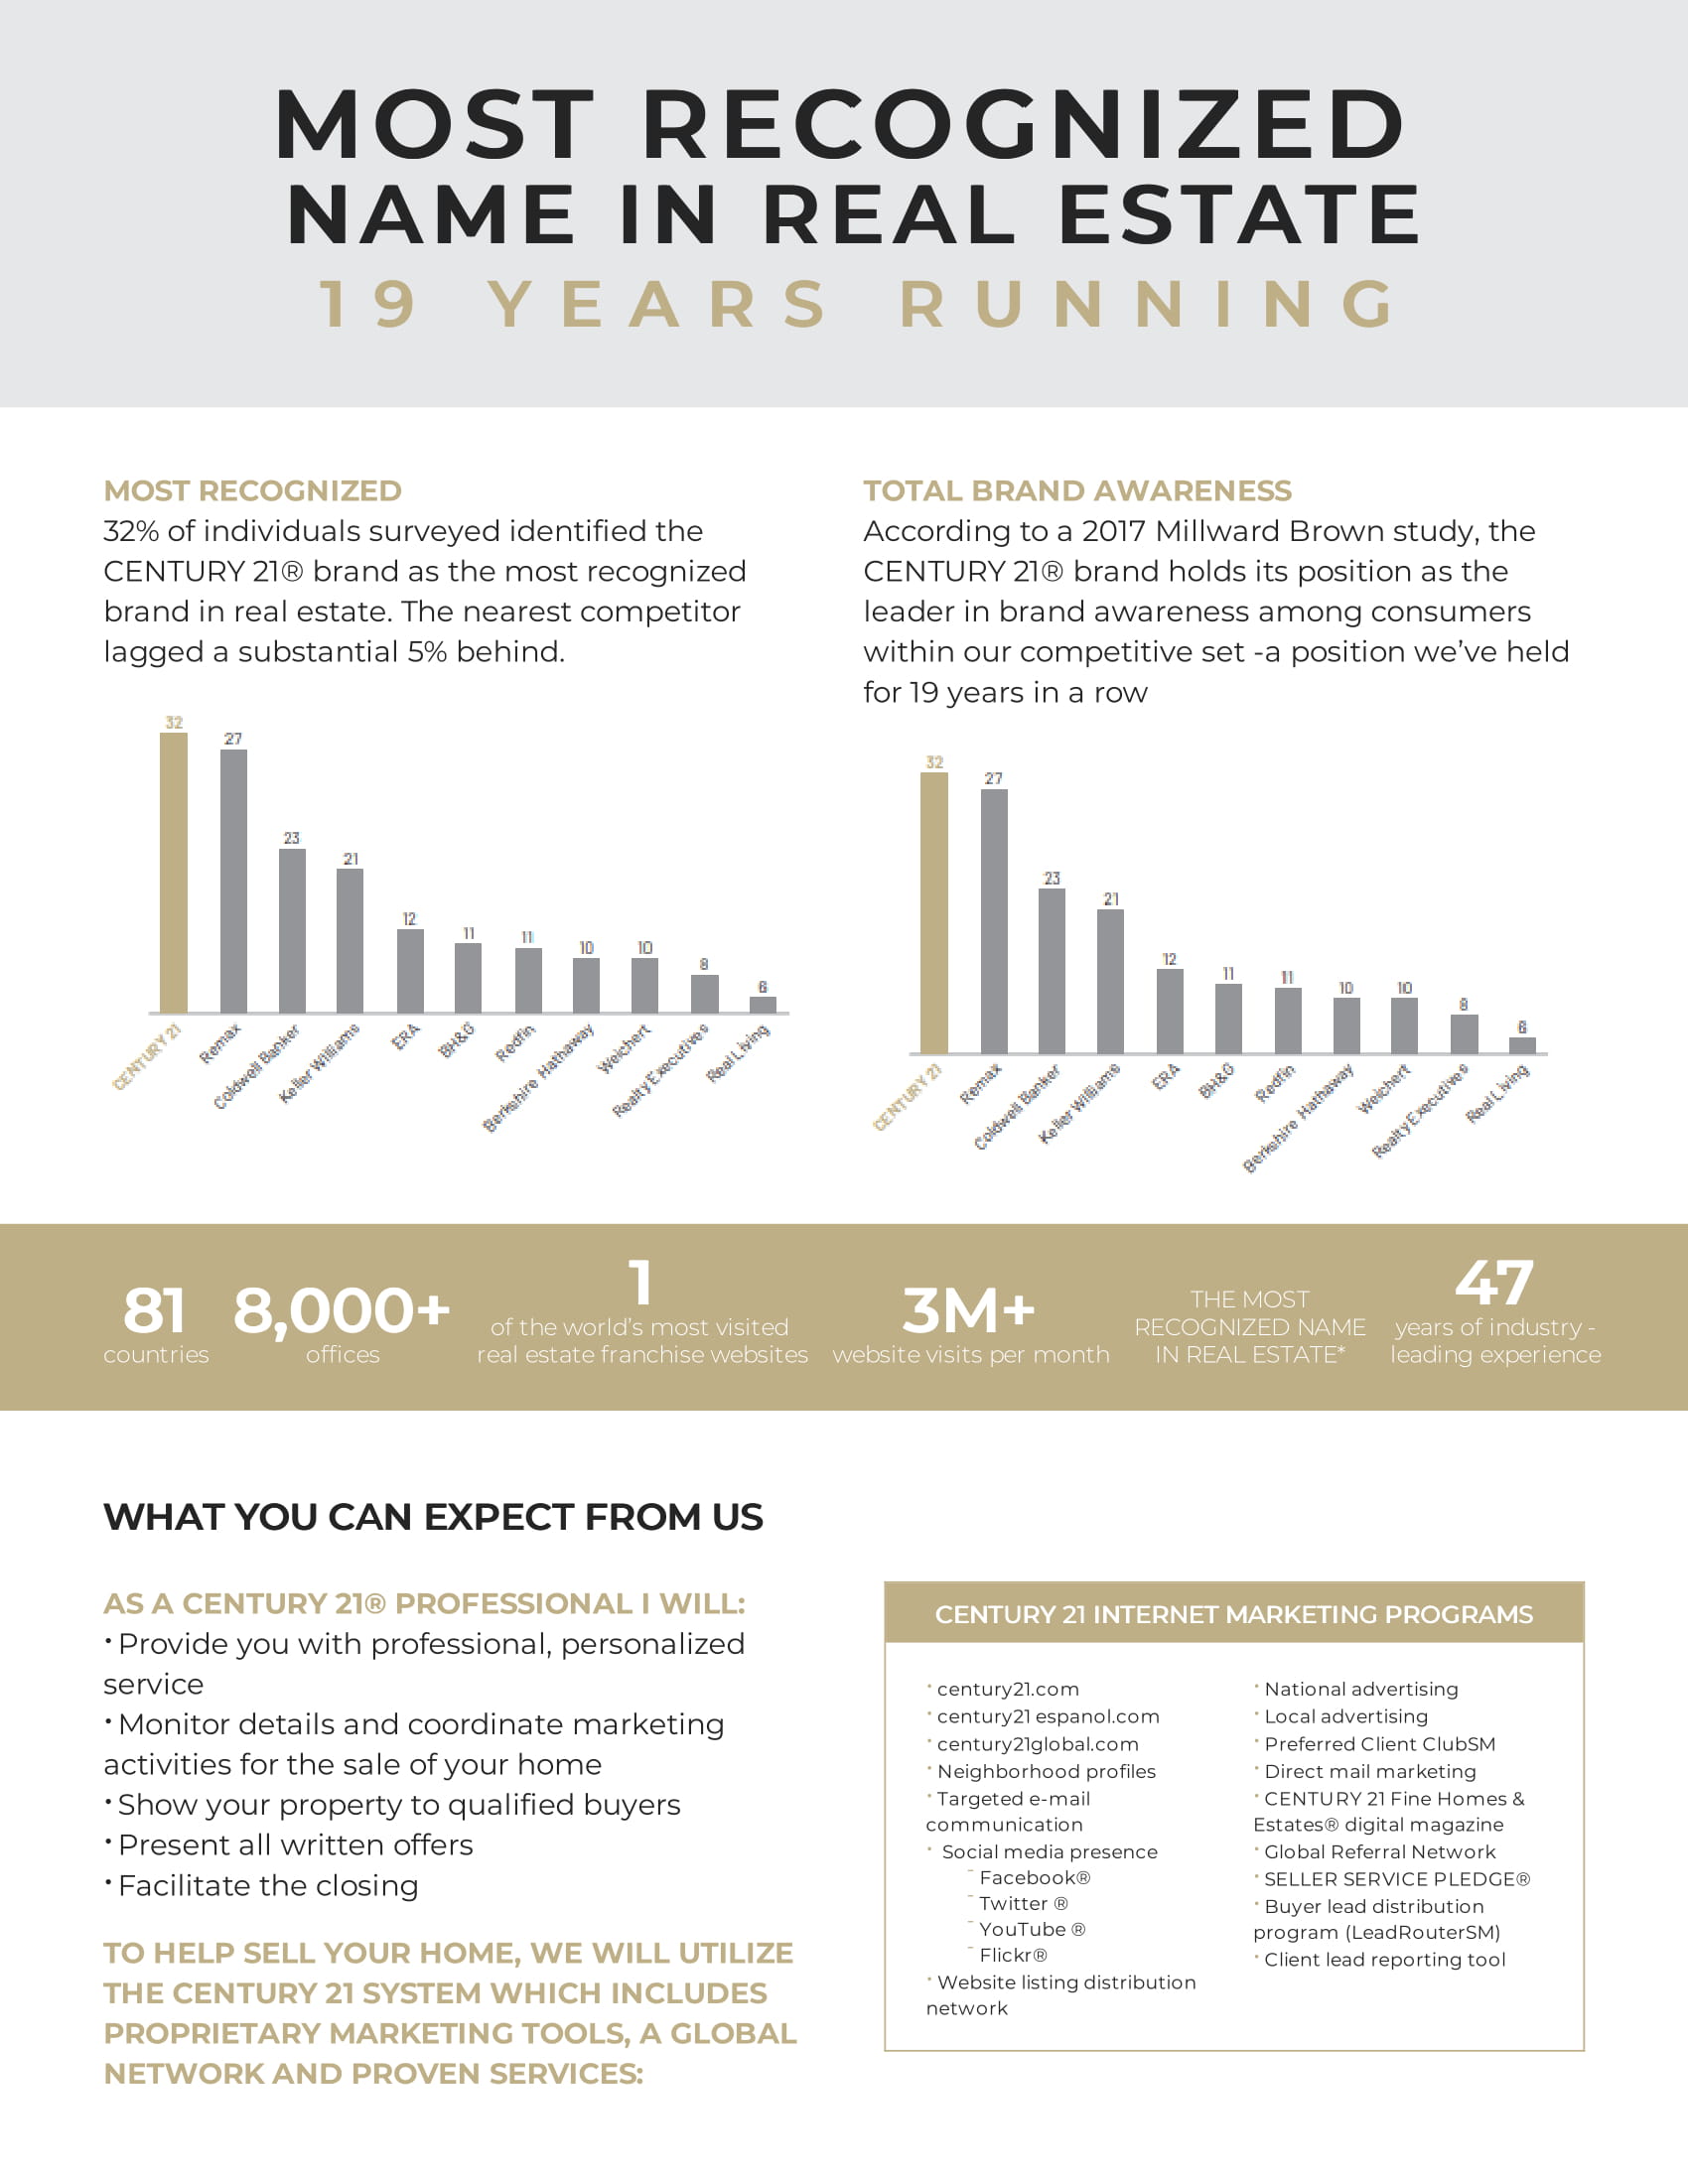 MOST RECOGNIZED
NAME IN REAL ESTATE
19 YEARS RUNNING
MOST RECOGNIZED
32% of individuals surveyed identified the
CENTURY 21® brand as the most recognized
brand in real estate. The nearest competitor
lagged a substantial 5% behind.
32
27
23
21
12
11
11
10
10
8
6
CENTURY 21
Remax
Coldwell Banker
Keller Williams
ERA
BH&G
Redfin
Berkshire Hathaway
Weichert
Realty Executives
Real Living
TOTAL BRAND AWARENESS
According to a 2017 Millward Brown study, the
CENTURY 21® brand holds its position as the
leader in brand awareness among consumers
within our competitive set -a position we've held
for 19 years in a row
32
27
23
21
12
11
11
10
10
8
6
CENTURY 21
Remax
Coldwell Banker
Keller Williams
ERA
BH&G
Redfin
Berkshire Hathaway
Weichert
Realty Executives
Real Living
81
countries
8,000+
offices
1
of the world's most visited
real estate franchise websites
3M+
website visits per month
THE MOST
RECOGNIZED NAME
IN REAL ESTATE*
47
years of industry -
leading experience
WHAT YOU CAN EXPECT FROM US
AS A CENTURY 21® PROFESSIONAL I WILL:
· Provide you with professional, personalized
service
· Monitor details and coordinate marketing
activities for the sale of your home
· Show your property to qualified buyers
· Present all written offers
· Facilitate the closing
TO HELP SELL YOUR HOME, WE WILL UTILIZE
THE CENTURY 21 SYSTEM WHICH INCLUDES
PROPRIETARY MARKETING TOOLS, A GLOBAL
NETWORK AND PROVEN SERVICES:
CENTURY 21 INTERNET MARKETING PROGRAMS
· century21.com
· century21 espanol.com
· century21global.com
· Neighborhood profiles
· Targeted e-mail
communication
· Social media presence
- Facebook®
- Twitter ®
- YouTube ®
- Flickr®
· Website listing distribution
network
· National advertising
· Local advertising
· Preferred Client ClubSM
· Direct mail marketing
· CENTURY 21 Fine Homes &
Estates® digital magazine
· Global Referral Network
· SELLER SERVICE PLEDGE®
· Buyer lead distribution
program (LeadRouterSM)
· Client lead reporting tool